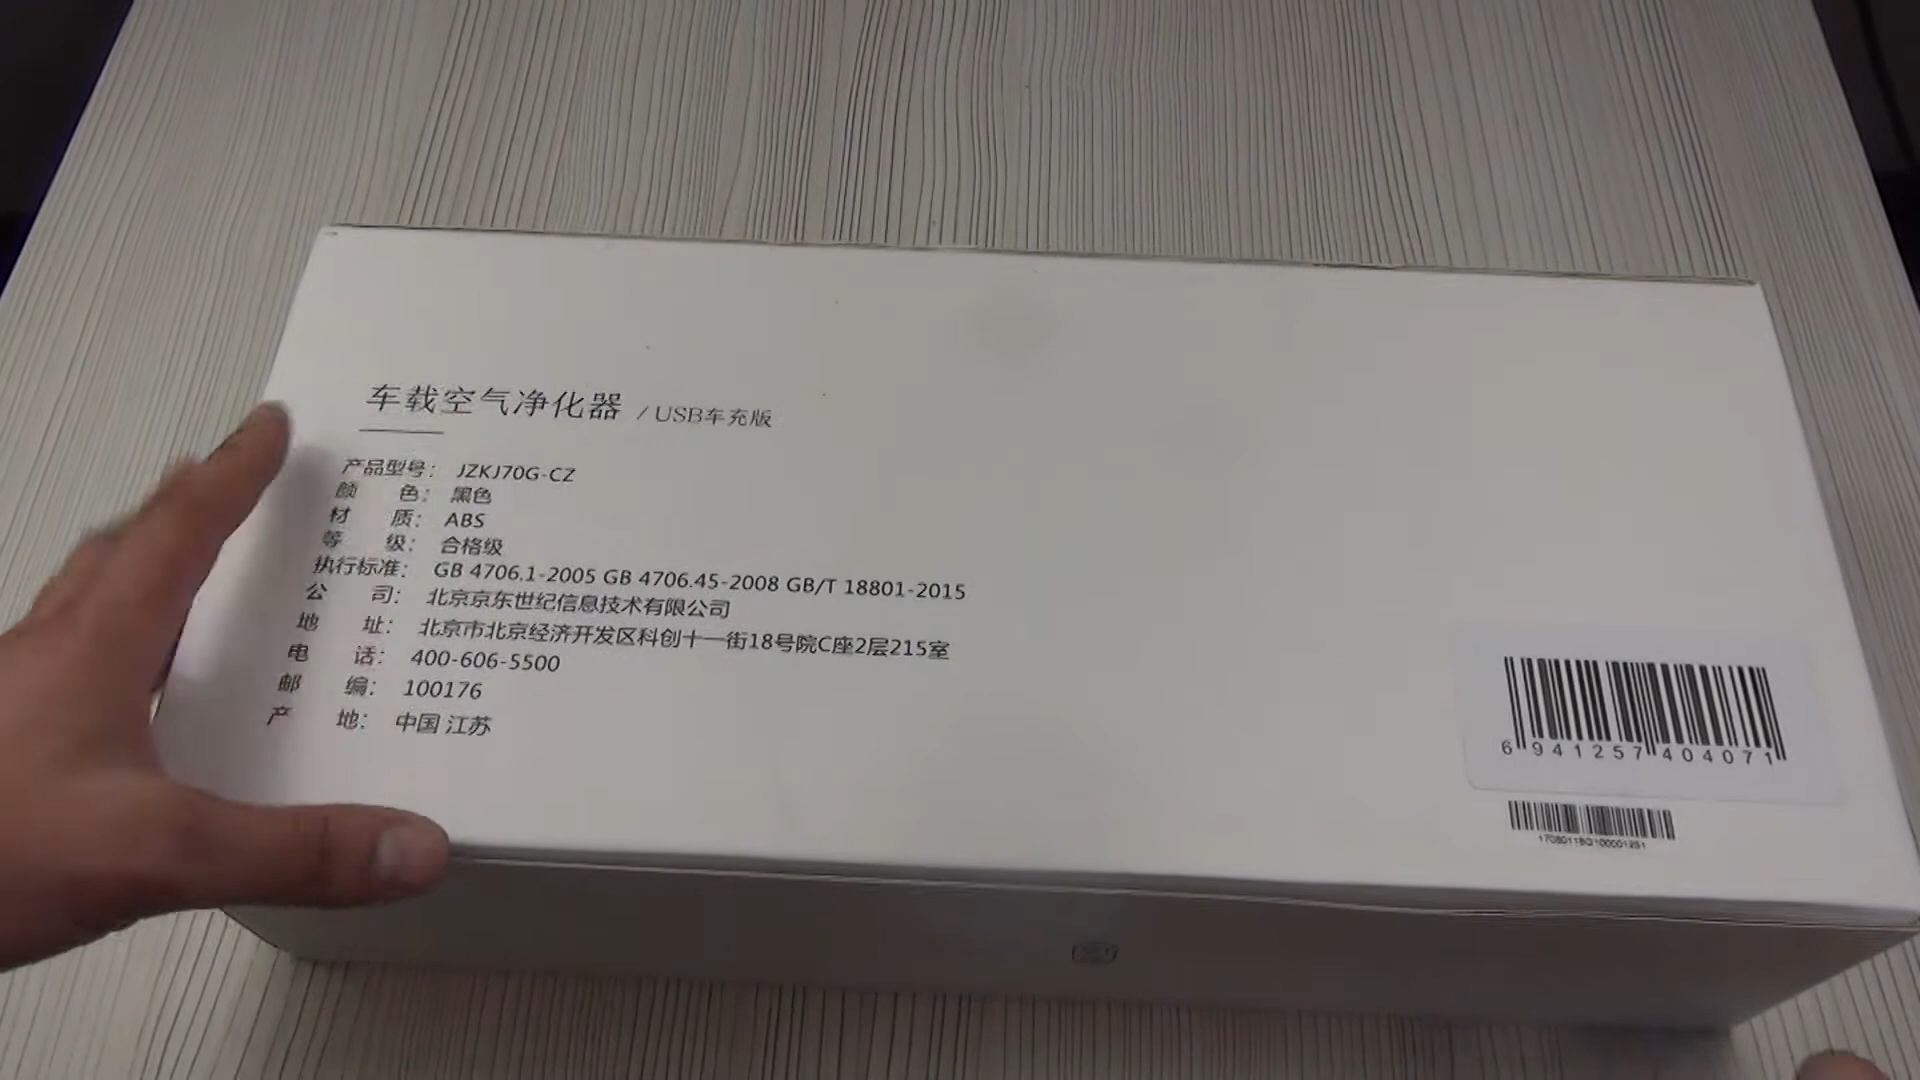 车载空气净化器 / USB车充版
产品型号： JZKJ70G-CZ
颜 色： 黑色
材 质： ABS
等 级： 合格级
执行标准： GB 4706.1-2005 GB 4706.45-2008 GB/T 18801-2015
公 司： 北京京东世纪信息技术有限公司
地 址： 北京市北京经济开发区科创十一街18号院C座2层215室
电 话： 400-606-5500
邮 编： 100176
产 地： 中国 江苏
6 941257 404071